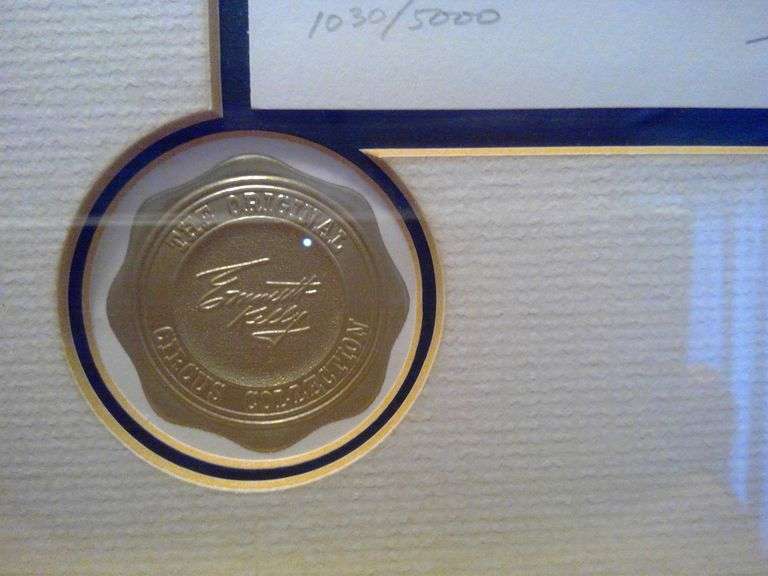 1030/5000
THE ORIGINAL
Emmett
Kelly
CIRCUS COLLECTION